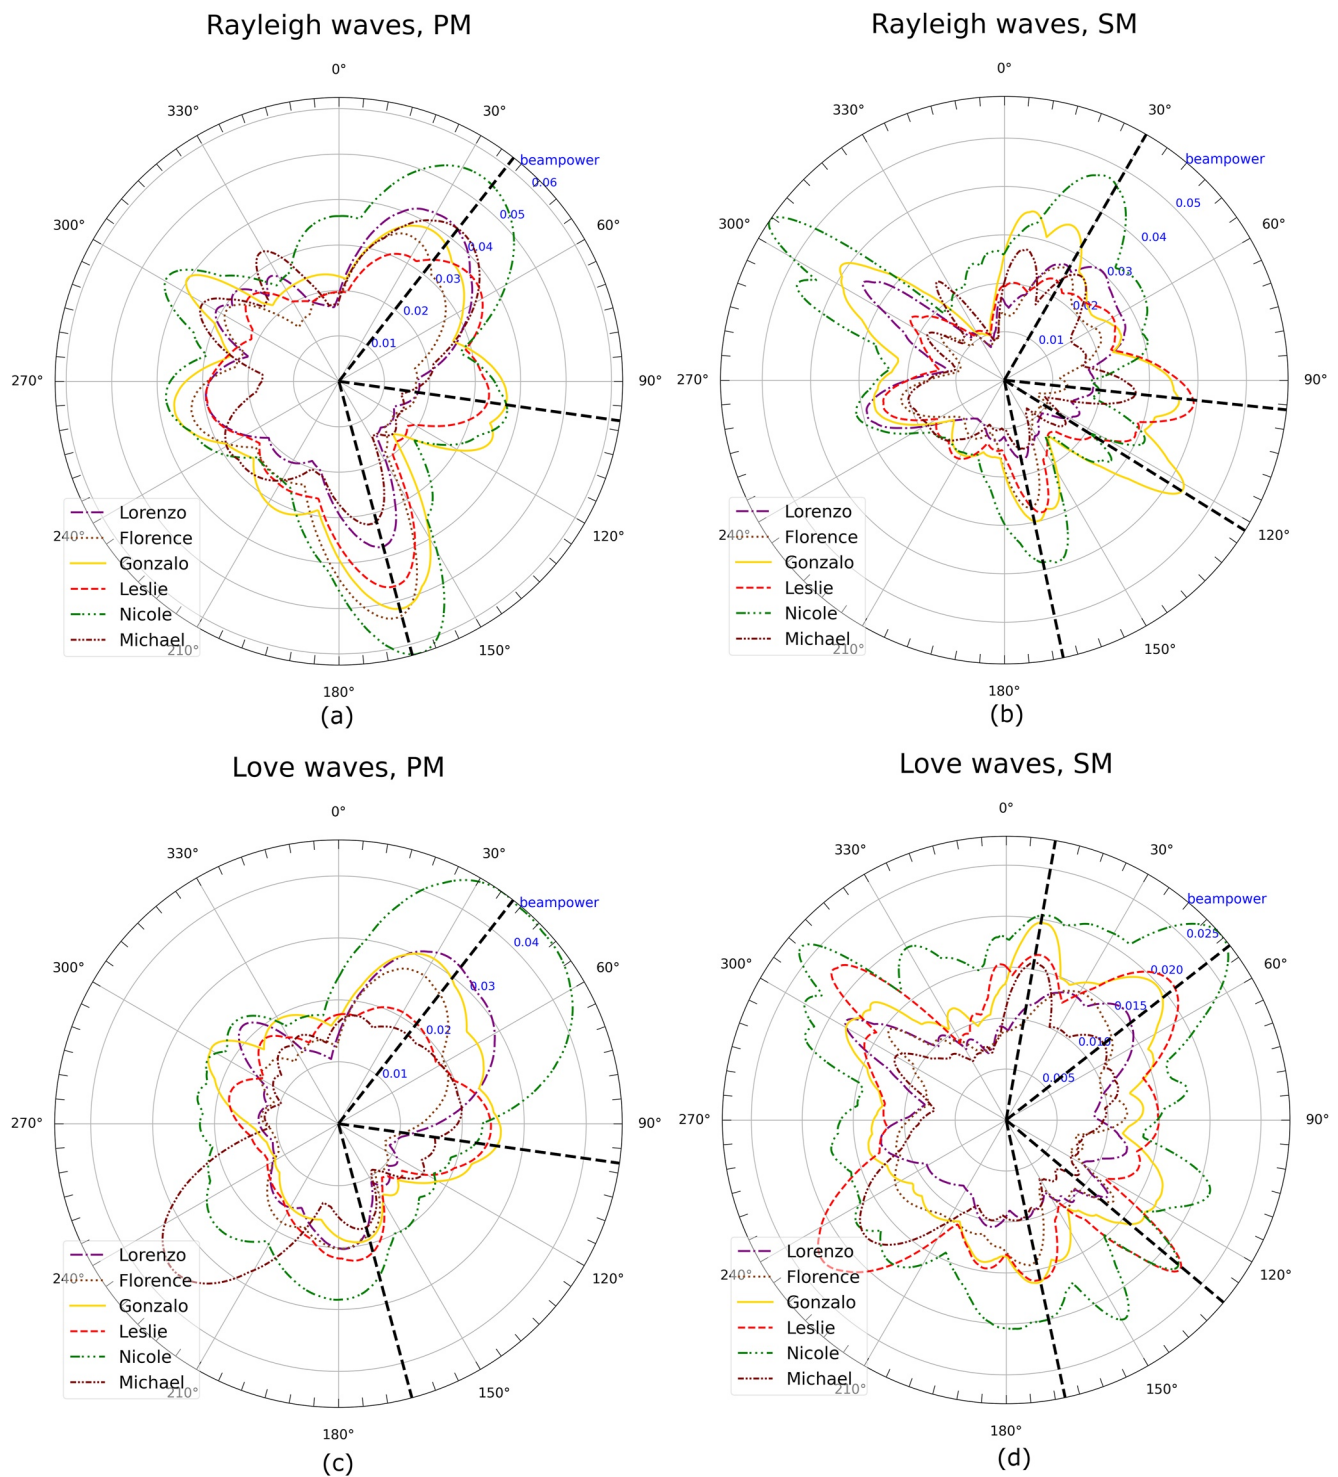 Rayleigh waves, PM
0°
30°
60°
90°
120°
150°
180°
210°
240°
270°
300°
330°
beampower
0.06
0.05
0.04
0.03
0.02
0.01
Lorenzo
Florence
Gonzalo
Leslie
Nicole
Michael
(a)
Rayleigh waves, SM
0°
30°
60°
90°
120°
150°
180°
210°
240°
270°
300°
330°
beampower
0.05
0.04
0.03
0.02
0.01
Lorenzo
Florence
Gonzalo
Leslie
Nicole
Michael
(b)
Love waves, PM
0°
30°
60°
90°
120°
150°
180°
210°
240°
270°
300°
330°
beampower
0.04
0.03
0.02
0.01
Lorenzo
Florence
Gonzalo
Leslie
Nicole
Michael
(c)
Love waves, SM
0°
30°
60°
90°
120°
150°
180°
210°
240°
270°
300°
330°
beampower
0.025
0.020
0.015
0.010
0.005
Lorenzo
Florence
Gonzalo
Leslie
Nicole
Michael
(d)